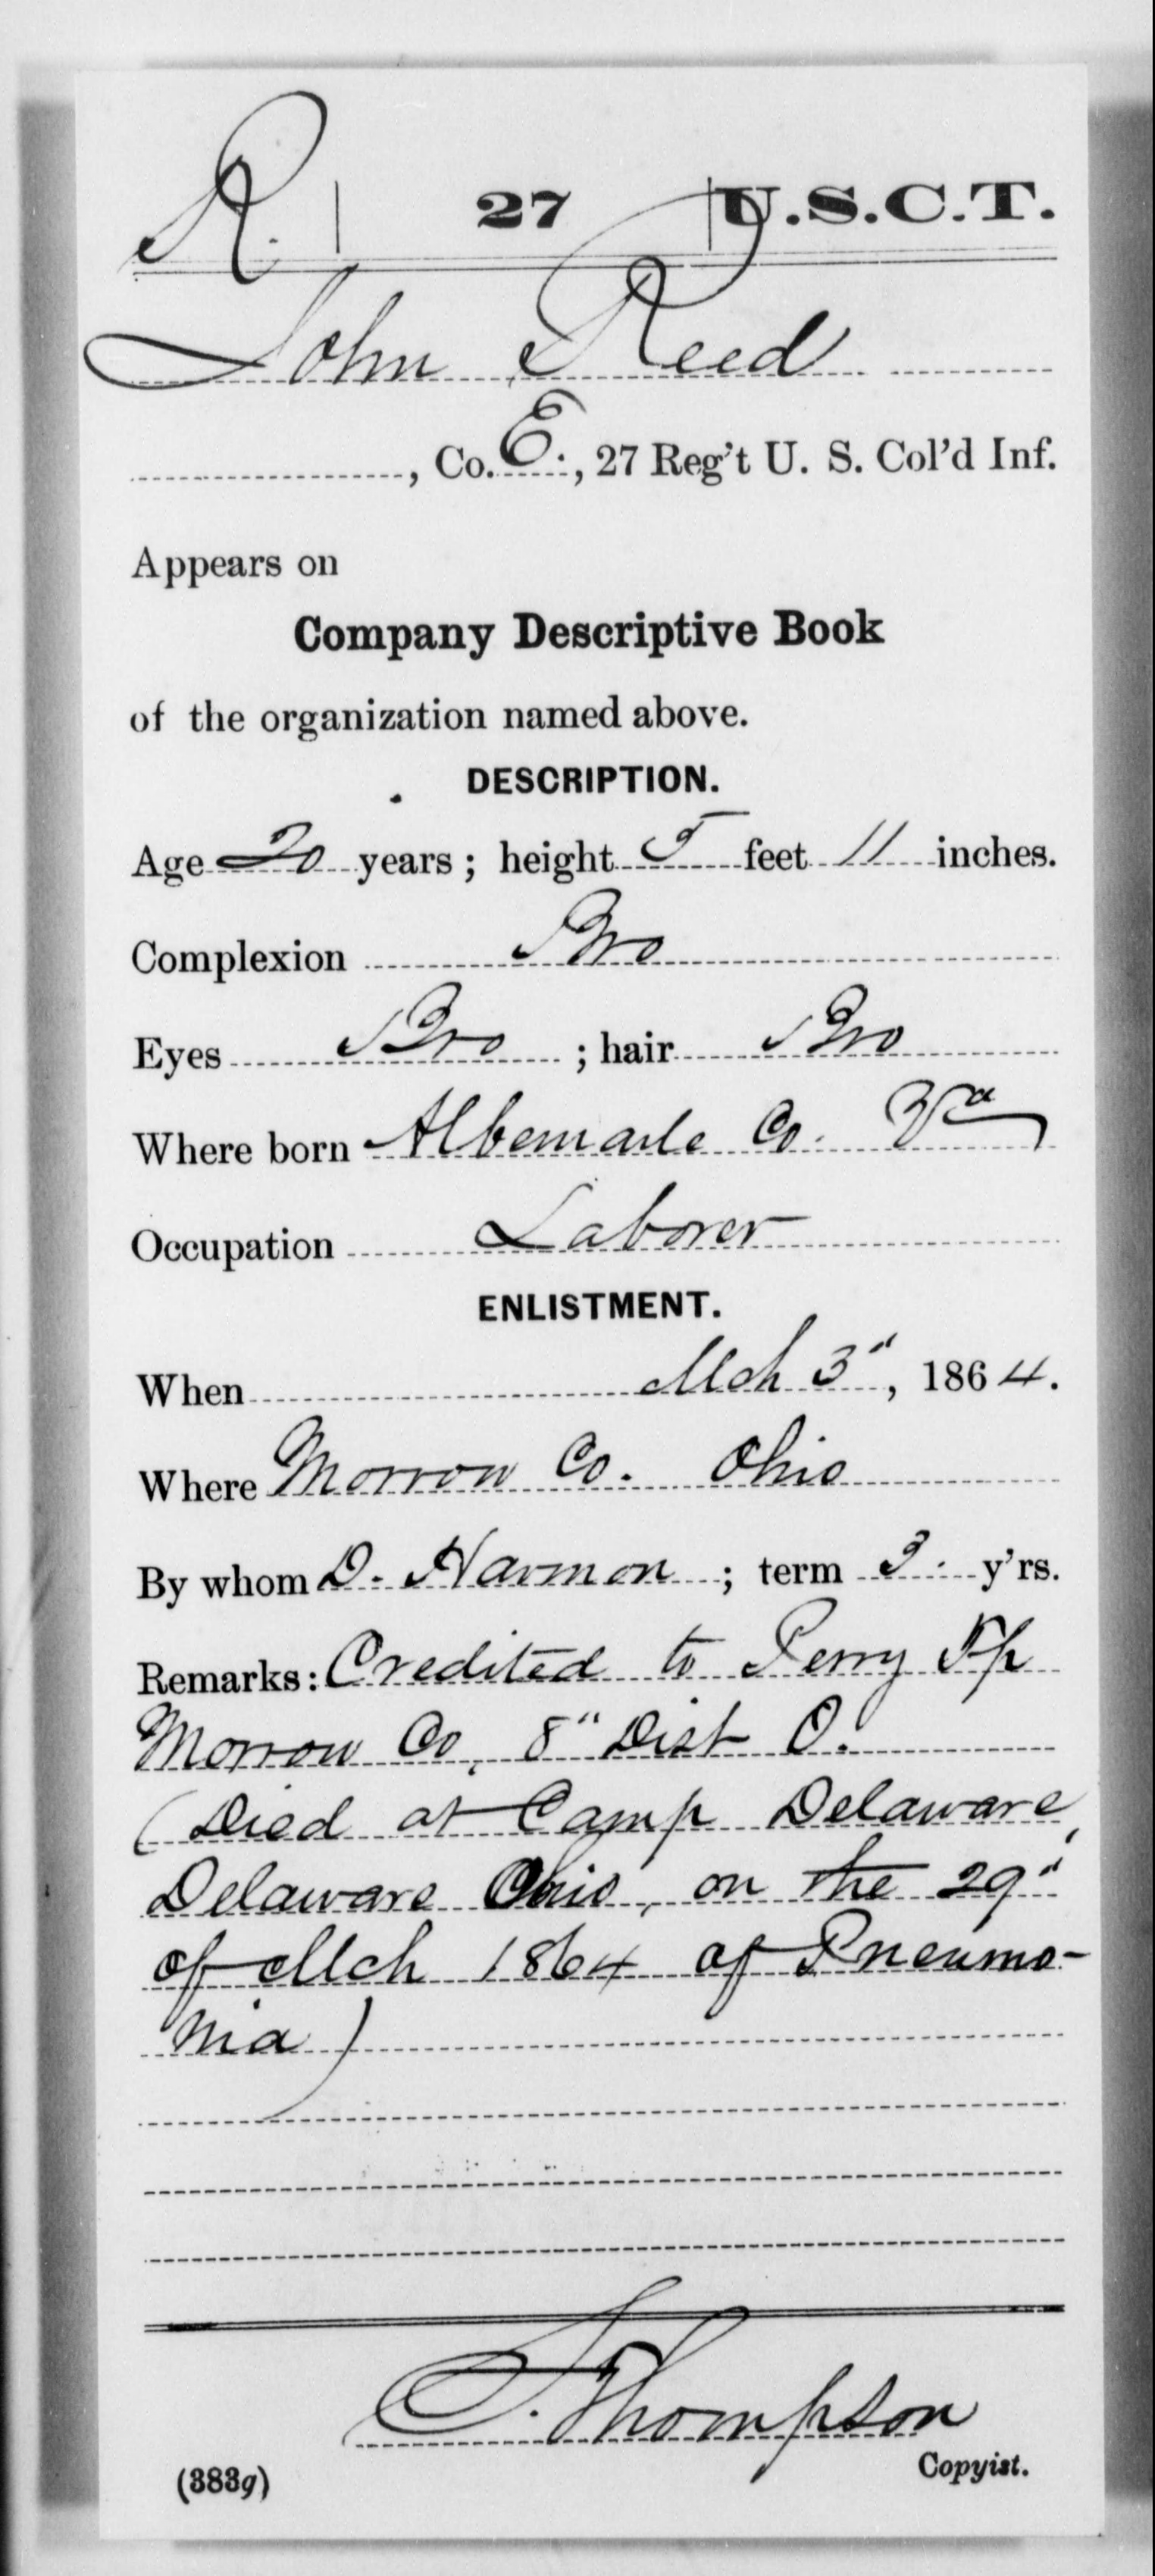 R. 27 U.S.C.T.
John Reed
, Co. E., 27 Reg't U. S. Col'd Inf.
Appears on
Company Descriptive Book
of the organization named above.
DESCRIPTION.
Age 20 years; height 5 feet 11 inches.
Complexion Bro
Eyes Bro; hair Bro
Where born Albemarle Co. Va
Occupation Laborer
ENLISTMENT.
When Mch 3", 1864.
Where Morrow Co. Ohio
By whom D. Harmon; term 3 y'rs.
Remarks: Credited to Perry Tp
Morrow Co, 8" Dist O.
(Died at Camp Delaware,
Delaware Ohio, on the 29"
of Mch 1864 of Pneumo-
nia)
S. Thompson
Copyist.
(383g)